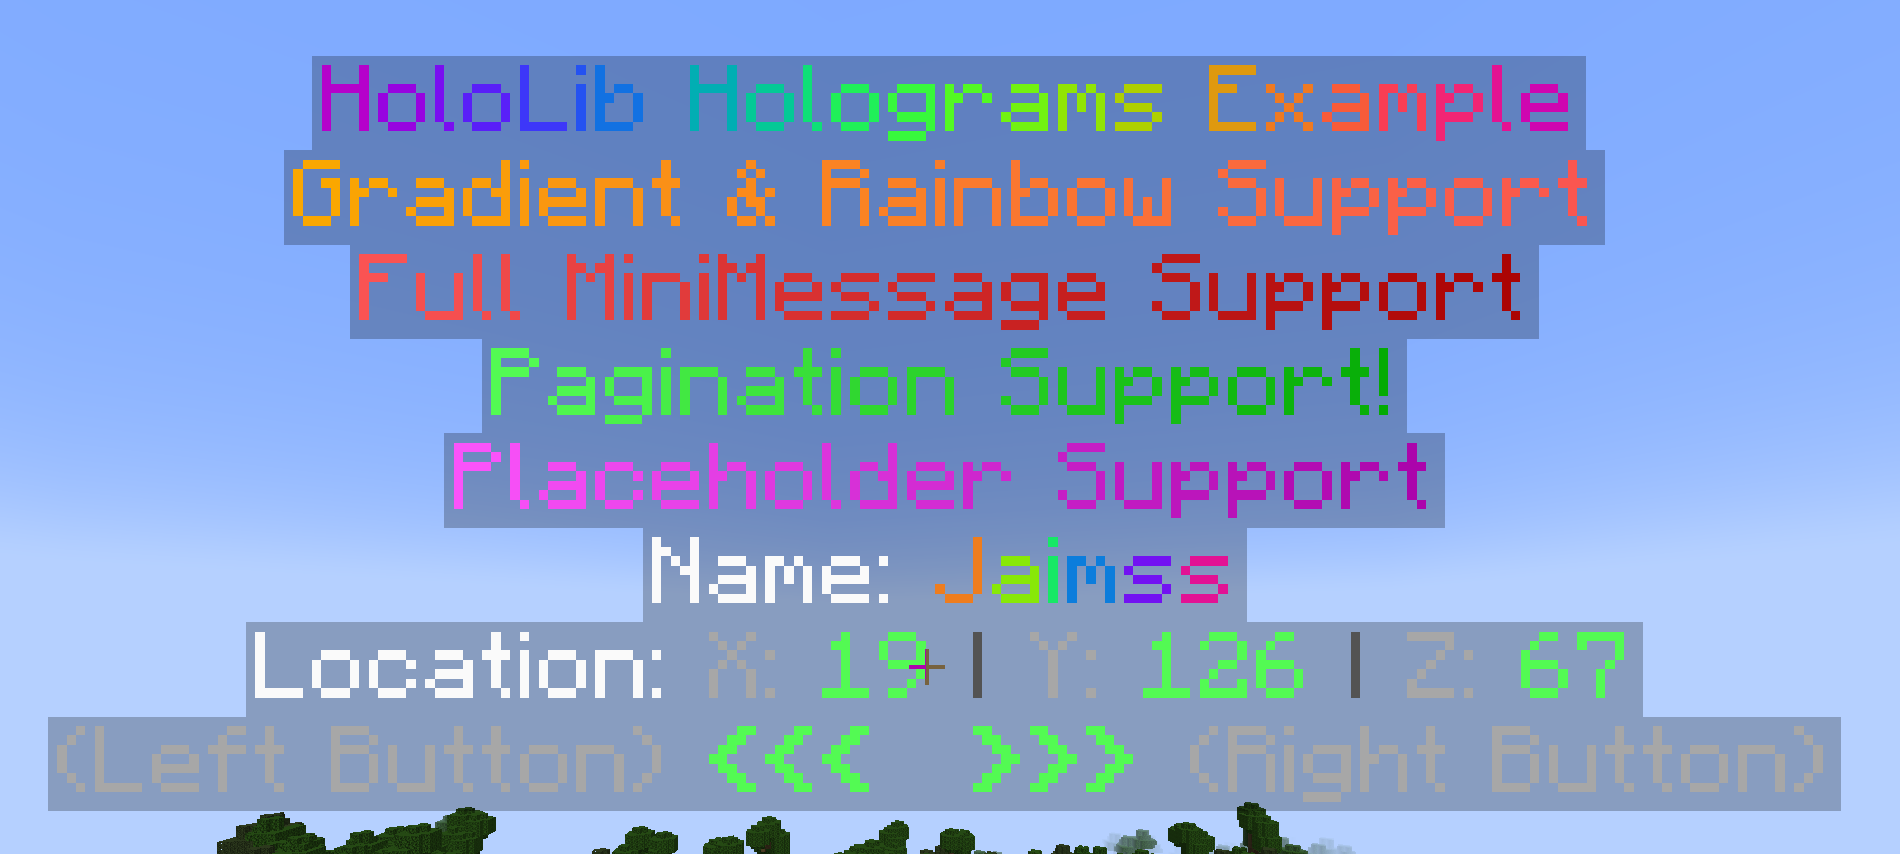 HoloLib Holograms Example
Gradient & Rainbow Support
Full MiniMessage Support
Pagination Support!
Placeholder Support
Name: Jaimss
Location: X: 19 | Y: 126 | Z: 67
(Left Button) <<< >>> (Right Button)